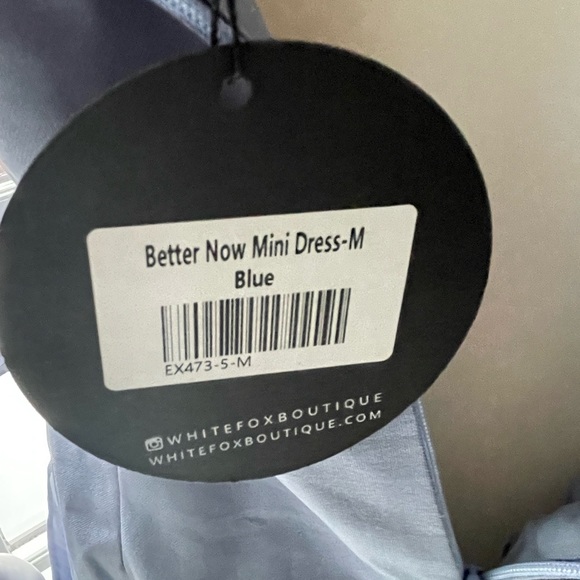 Better Now Mini Dress-M
Blue
EX473-5-M
WHITEFOXBOUTIQUE
WHITEFOXBOUTIQUE.COM